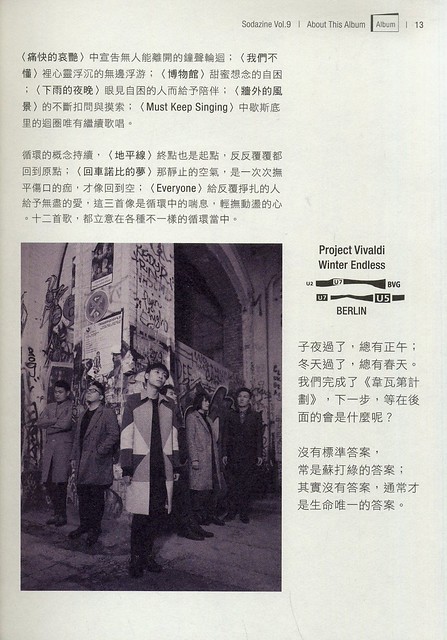 Sodazine Vol.9 | About This Album Album | 13
〈痛快的哀艷〉中宣告無人能離開的鐘聲輪迴；〈我們不
懂〉裡心靈浮沉的無邊浮游；〈博物館〉甜蜜想念的自困
；〈下雨的夜晚〉眼見自困的人而給予陪伴；〈牆外的風
景〉的不斷扣問與摸索；〈Must Keep Singing〉中歇斯底
里的迴圈唯有繼續歌唱。
循環的概念持續，〈地平線〉終點也是起點，反反覆覆都
回到原點；〈回車諾比的夢〉那靜止的空氣，是一次次撫
平傷口的痂，才像回到空；〈Everyone〉給反覆掙扎的人
給予無盡的愛，這三首像是循環中的喘息，輕撫動盪的心
。十二首歌，都立意在各種不一樣的循環當中。
Project Vivaldi
Winter Endless
U2 U7 BVG
U7 U5
BERLIN
子夜過了，總有正午；
冬天過了，總有春天。
我們完成了《韋瓦第計
劃》，下一步，等在後
面的會是什麼呢？
沒有標準答案，
常是蘇打綠的答案；
其實沒有答案，通常才
是生命唯一的答案。